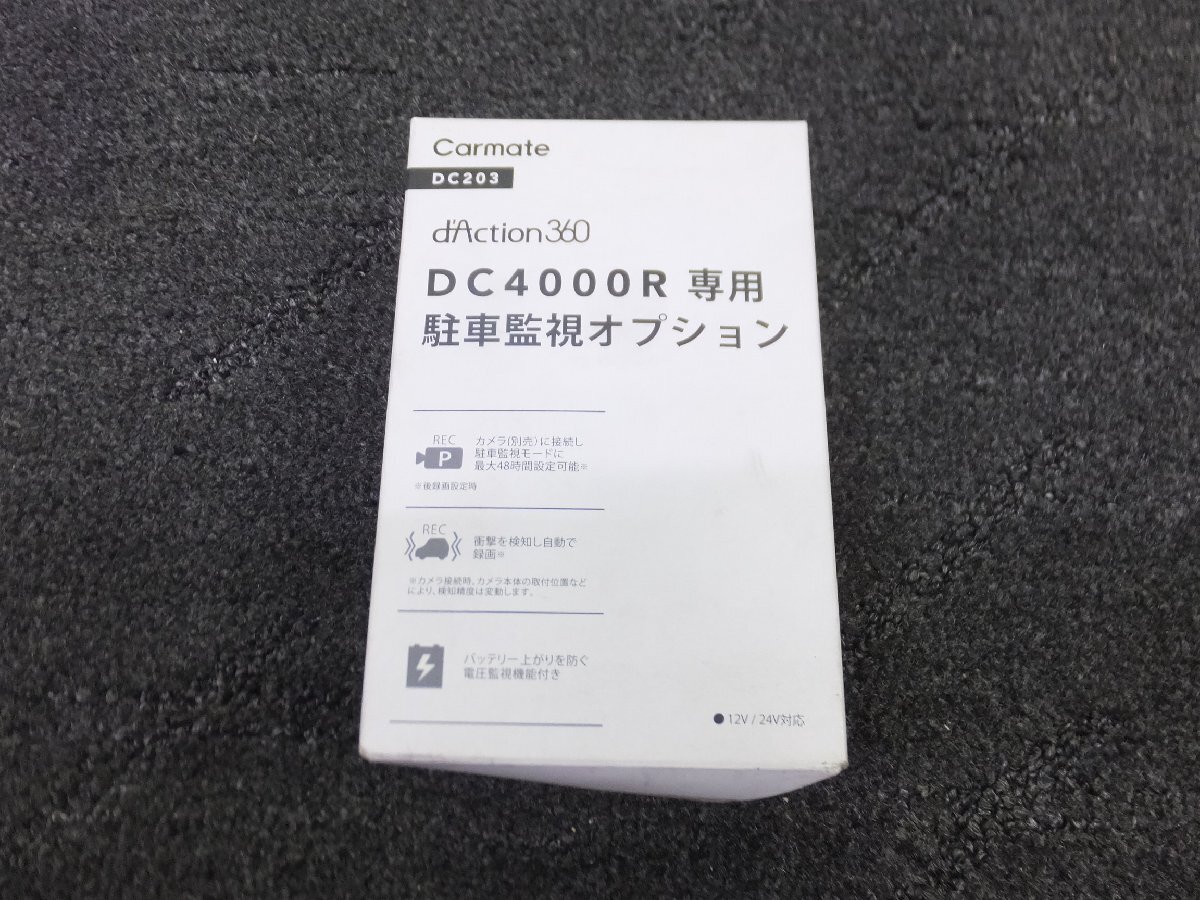 Carmate
DC203
d'Action360
DC4000R 専用
駐車監視オプション
REC
P
カメラ(別売)に接続し
駐車監視モードに
最大48時間設定可能※
※後録画設定時
REC
衝撃を検知し自動で
録画※
※カメラ接続時。カメラ本体の取付位置など
により、検知精度は変動します。
バッテリー上がりを防ぐ
電圧監視機能付き
●12V / 24V対応